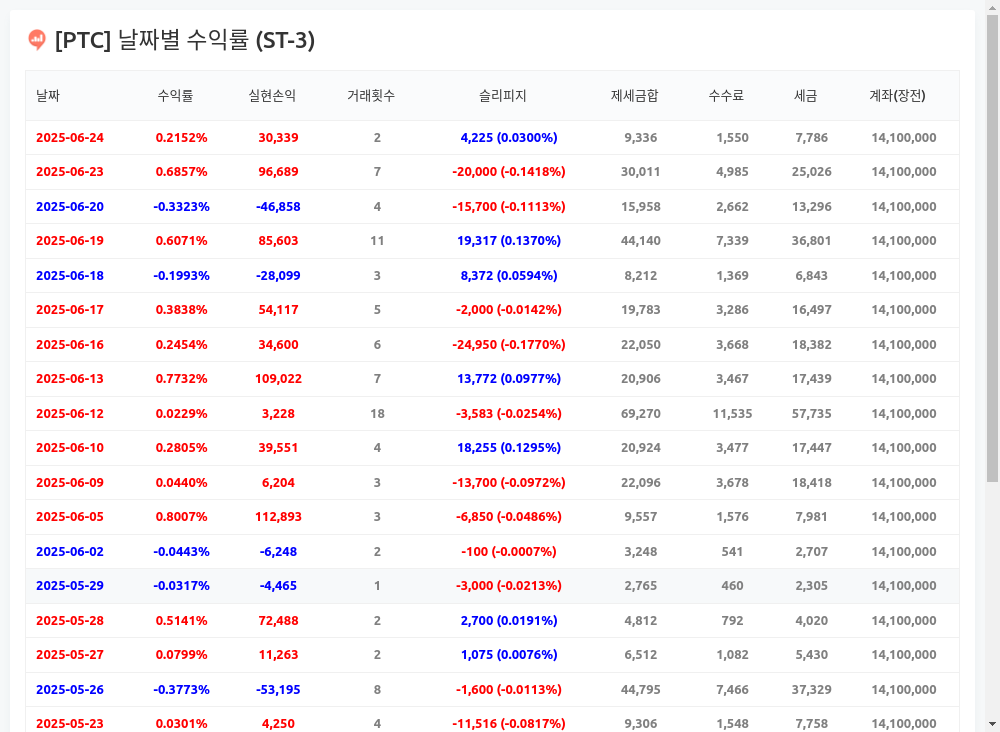 [PTC] 날짜별 수익률 (ST-3)
날짜 수익률 실현손익 거래횟수 슬리피지 제세금합 수수료 세금 계좌(장전)
2025-06-24 0.2152% 30,339 2 4,225 (0.0300%) 9,336 1,550 7,786 14,100,000
2025-06-23 0.6857% 96,689 7 -20,000 (-0.1418%) 30,011 4,985 25,026 14,100,000
2025-06-20 -0.3323% -46,858 4 -15,700 (-0.1113%) 15,958 2,662 13,296 14,100,000
2025-06-19 0.6071% 85,603 11 19,317 (0.1370%) 44,140 7,339 36,801 14,100,000
2025-06-18 -0.1993% -28,099 3 8,372 (0.0594%) 8,212 1,369 6,843 14,100,000
2025-06-17 0.3838% 54,117 5 -2,000 (-0.0142%) 19,783 3,286 16,497 14,100,000
2025-06-16 0.2454% 34,600 6 -24,950 (-0.1770%) 22,050 3,668 18,382 14,100,000
2025-06-13 0.7732% 109,022 7 13,772 (0.0977%) 20,906 3,467 17,439 14,100,000
2025-06-12 0.0229% 3,228 18 -3,583 (-0.0254%) 69,270 11,535 57,735 14,100,000
2025-06-10 0.2805% 39,551 4 18,255 (0.1295%) 20,924 3,477 17,447 14,100,000
2025-06-09 0.0440% 6,204 3 -13,700 (-0.0972%) 22,096 3,678 18,418 14,100,000
2025-06-05 0.8007% 112,893 3 -6,850 (-0.0486%) 9,557 1,576 7,981 14,100,000
2025-06-02 -0.0443% -6,248 2 -100 (-0.0007%) 3,248 541 2,707 14,100,000
2025-05-29 -0.0317% -4,465 1 -3,000 (-0.0213%) 2,765 460 2,305 14,100,000
2025-05-28 0.5141% 72,488 2 2,700 (0.0191%) 4,812 792 4,020 14,100,000
2025-05-27 0.0799% 11,263 2 1,075 (0.0076%) 6,512 1,082 5,430 14,100,000
2025-05-26 -0.3773% -53,195 8 -1,600 (-0.0113%) 44,795 7,466 37,329 14,100,000
2025-05-23 0.0301% 4,250 4 -11,516 (-0.0817%) 9,306 1,548 7,758 14,100,000